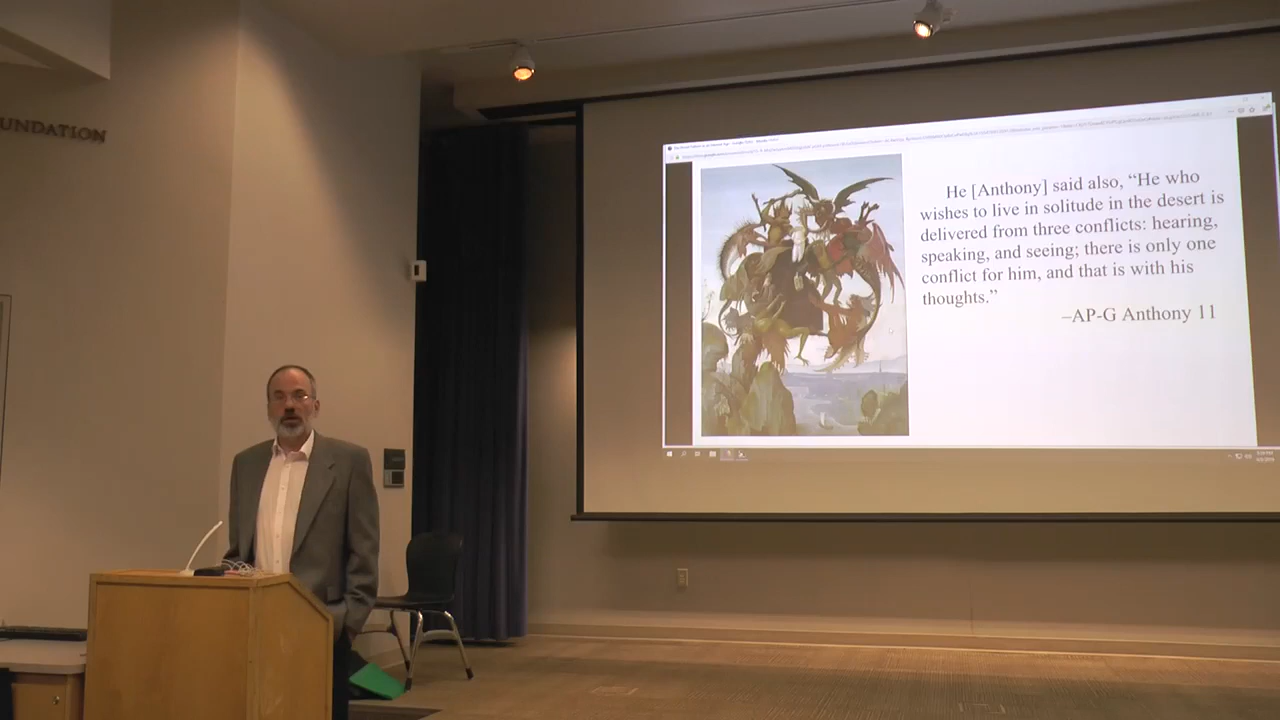 UNDATION
He [Anthony] said also, “He who
wishes to live in solitude in the desert is
delivered from three conflicts: hearing,
speaking, and seeing; there is only one
conflict for him, and that is with his
thoughts.”
–AP-G Anthony 11